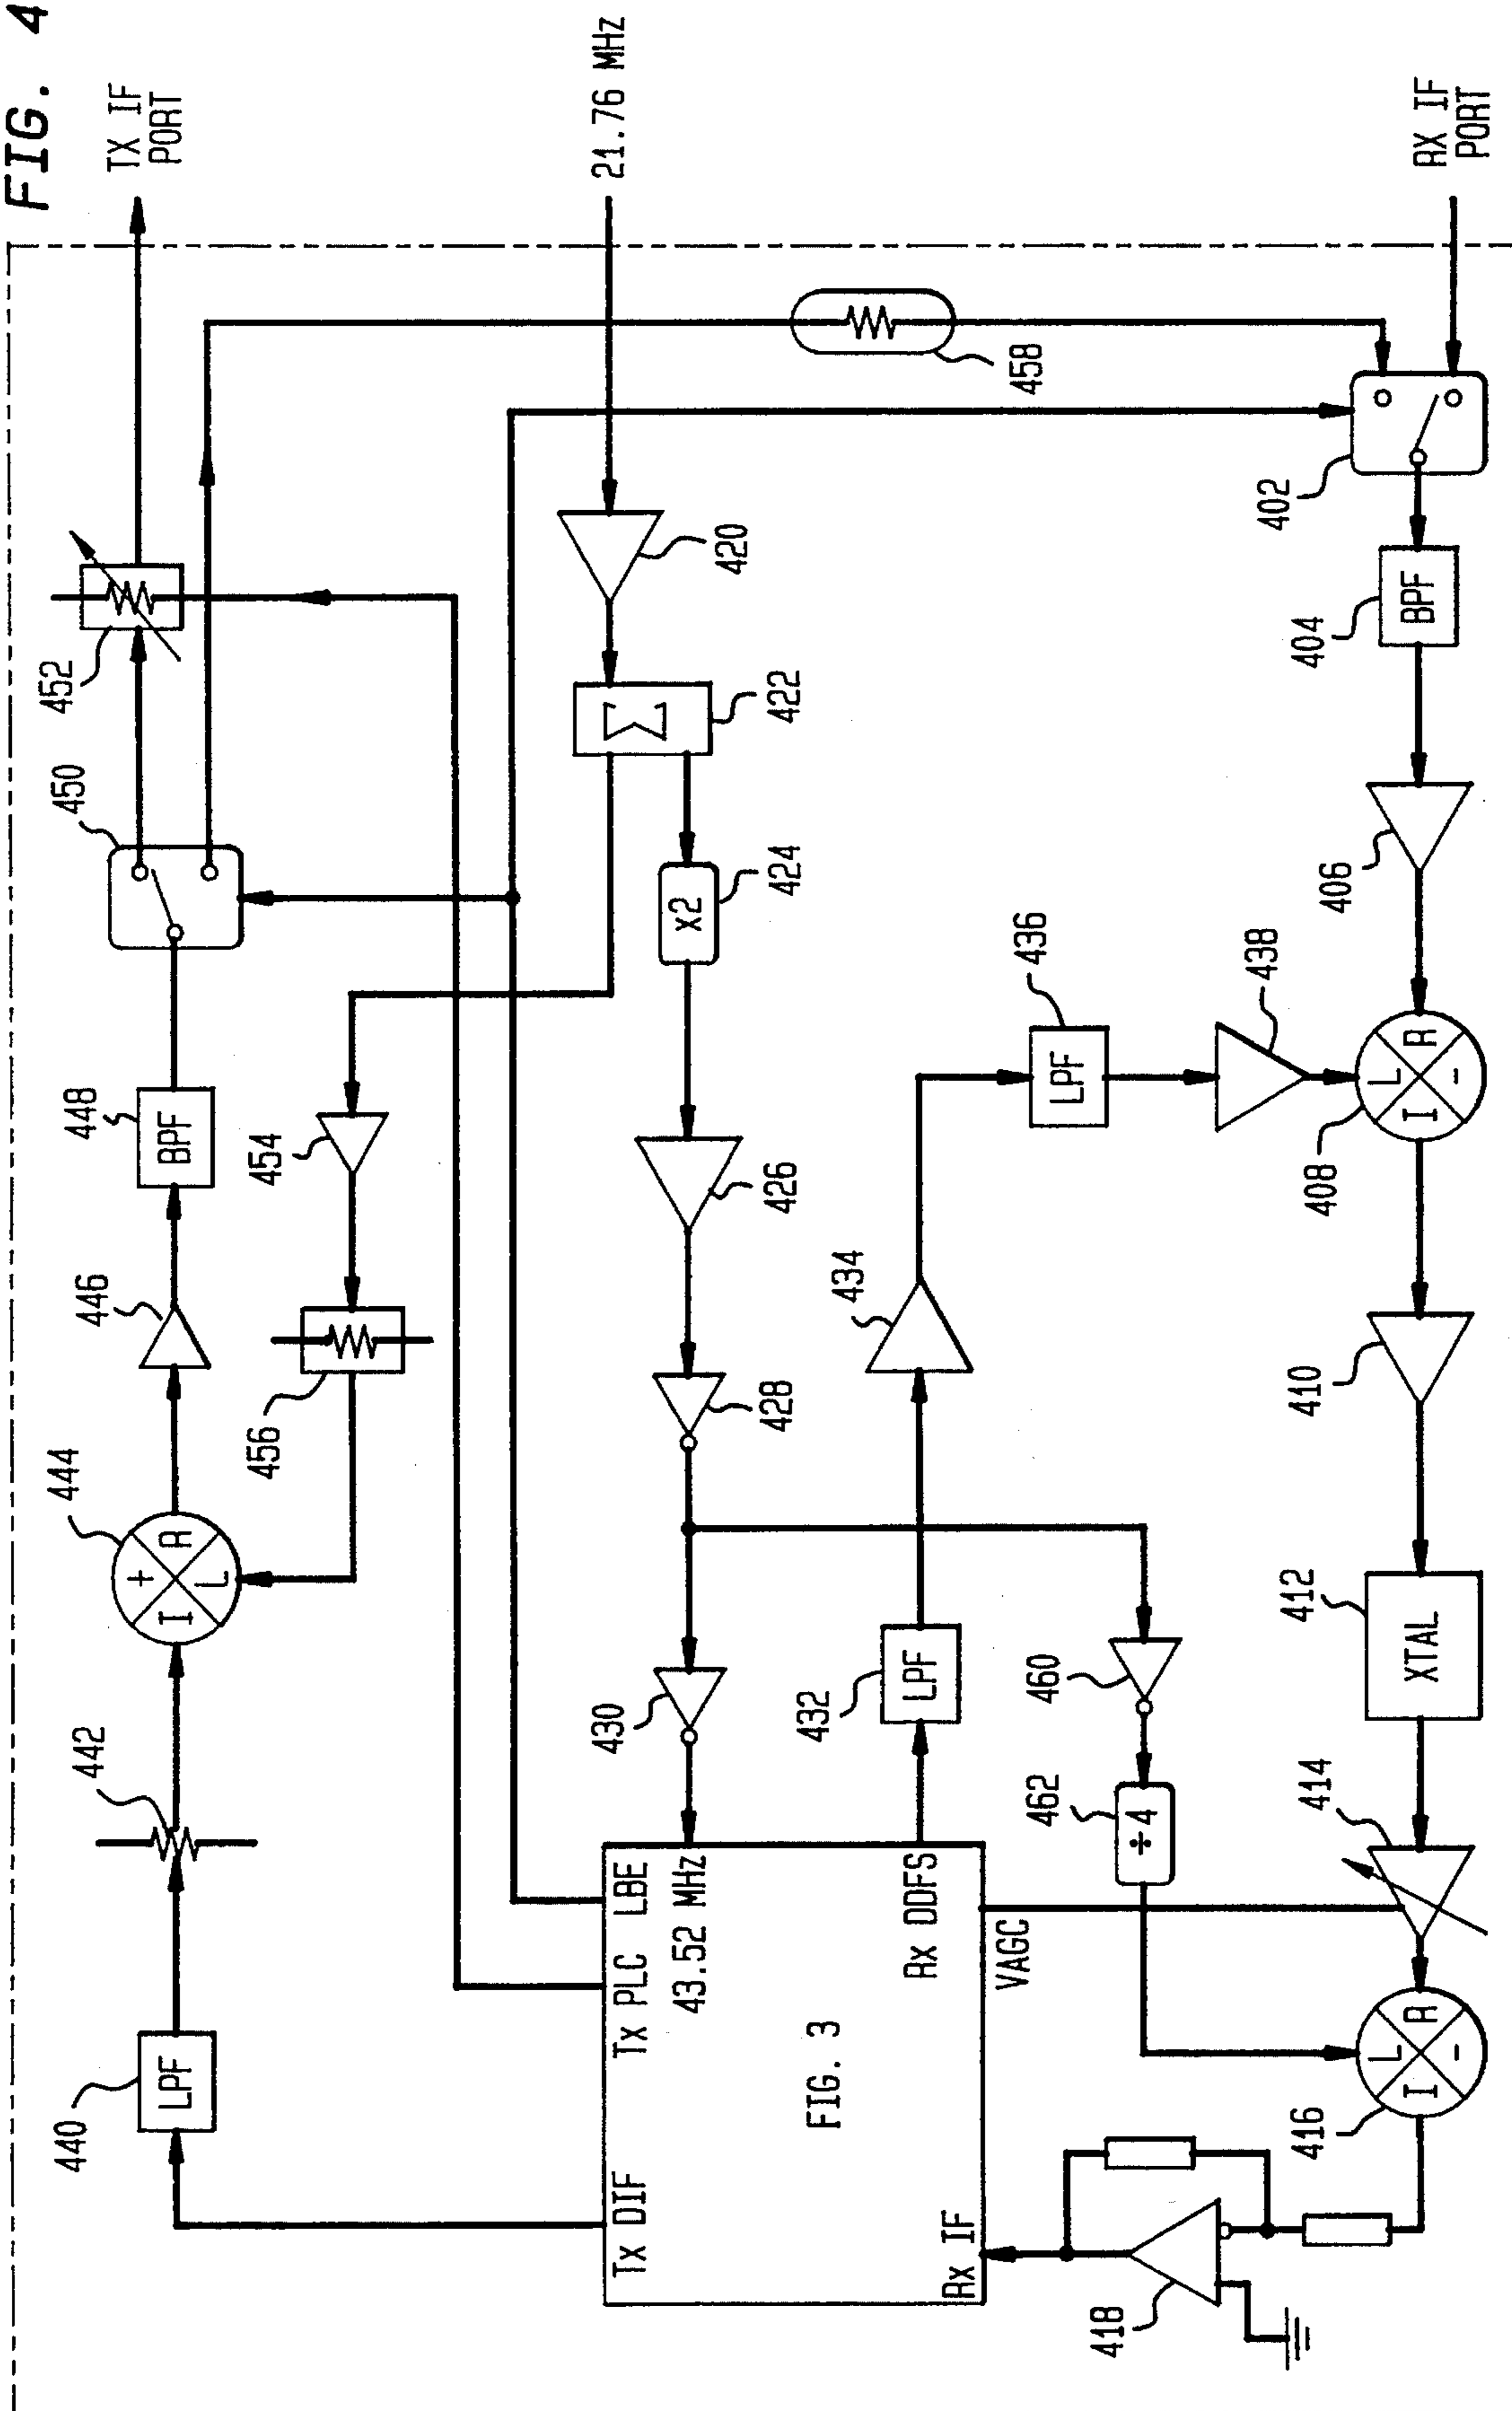 FIG. 4
TX IF
PORT
21.76 MHz
RX IF
PORT
440
LPF
442
444
+
I
R
L
446
448
BPF
450
452
454
456
420
Σ
422
x2
424
426
428
430
458
Tx DIF
Tx PLC
LBE
43.52 MHz
FIG. 3
Rx DDFS
VAGC
Rx IF
432
LPF
434
436
LPF
438
460
462
÷4
402
404
BPF
406
408
L
R
I
-
410
412
XTAL
414
416
L
R
I
-
418